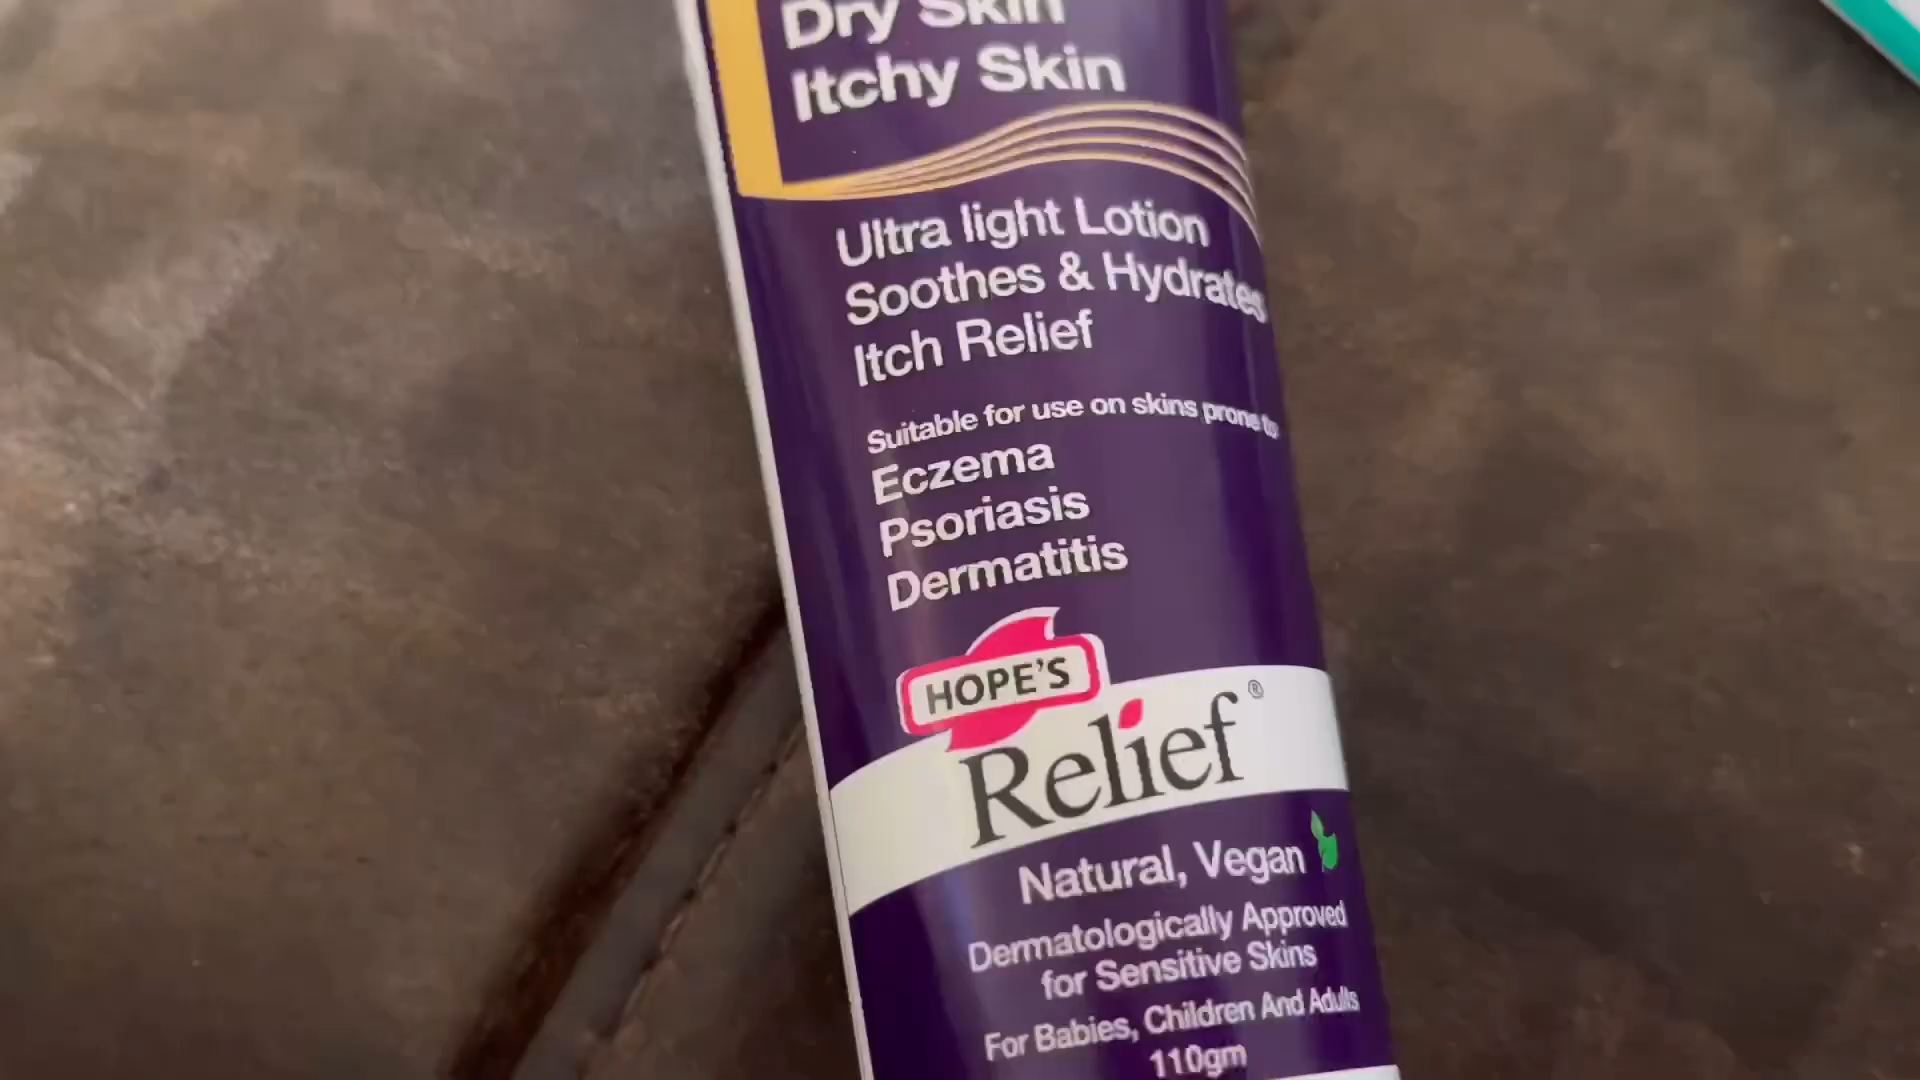 Dry Skin
Itchy Skin
Ultra light Lotion
Soothes & Hydrates
Itch Relief
Suitable for use on skins prone to
Eczema
Psoriasis
Dermatitis
HOPE'S
Relief®
Natural, Vegan
Dermatologically Approved
for Sensitive Skins
For Babies, Children And Adults
110gm